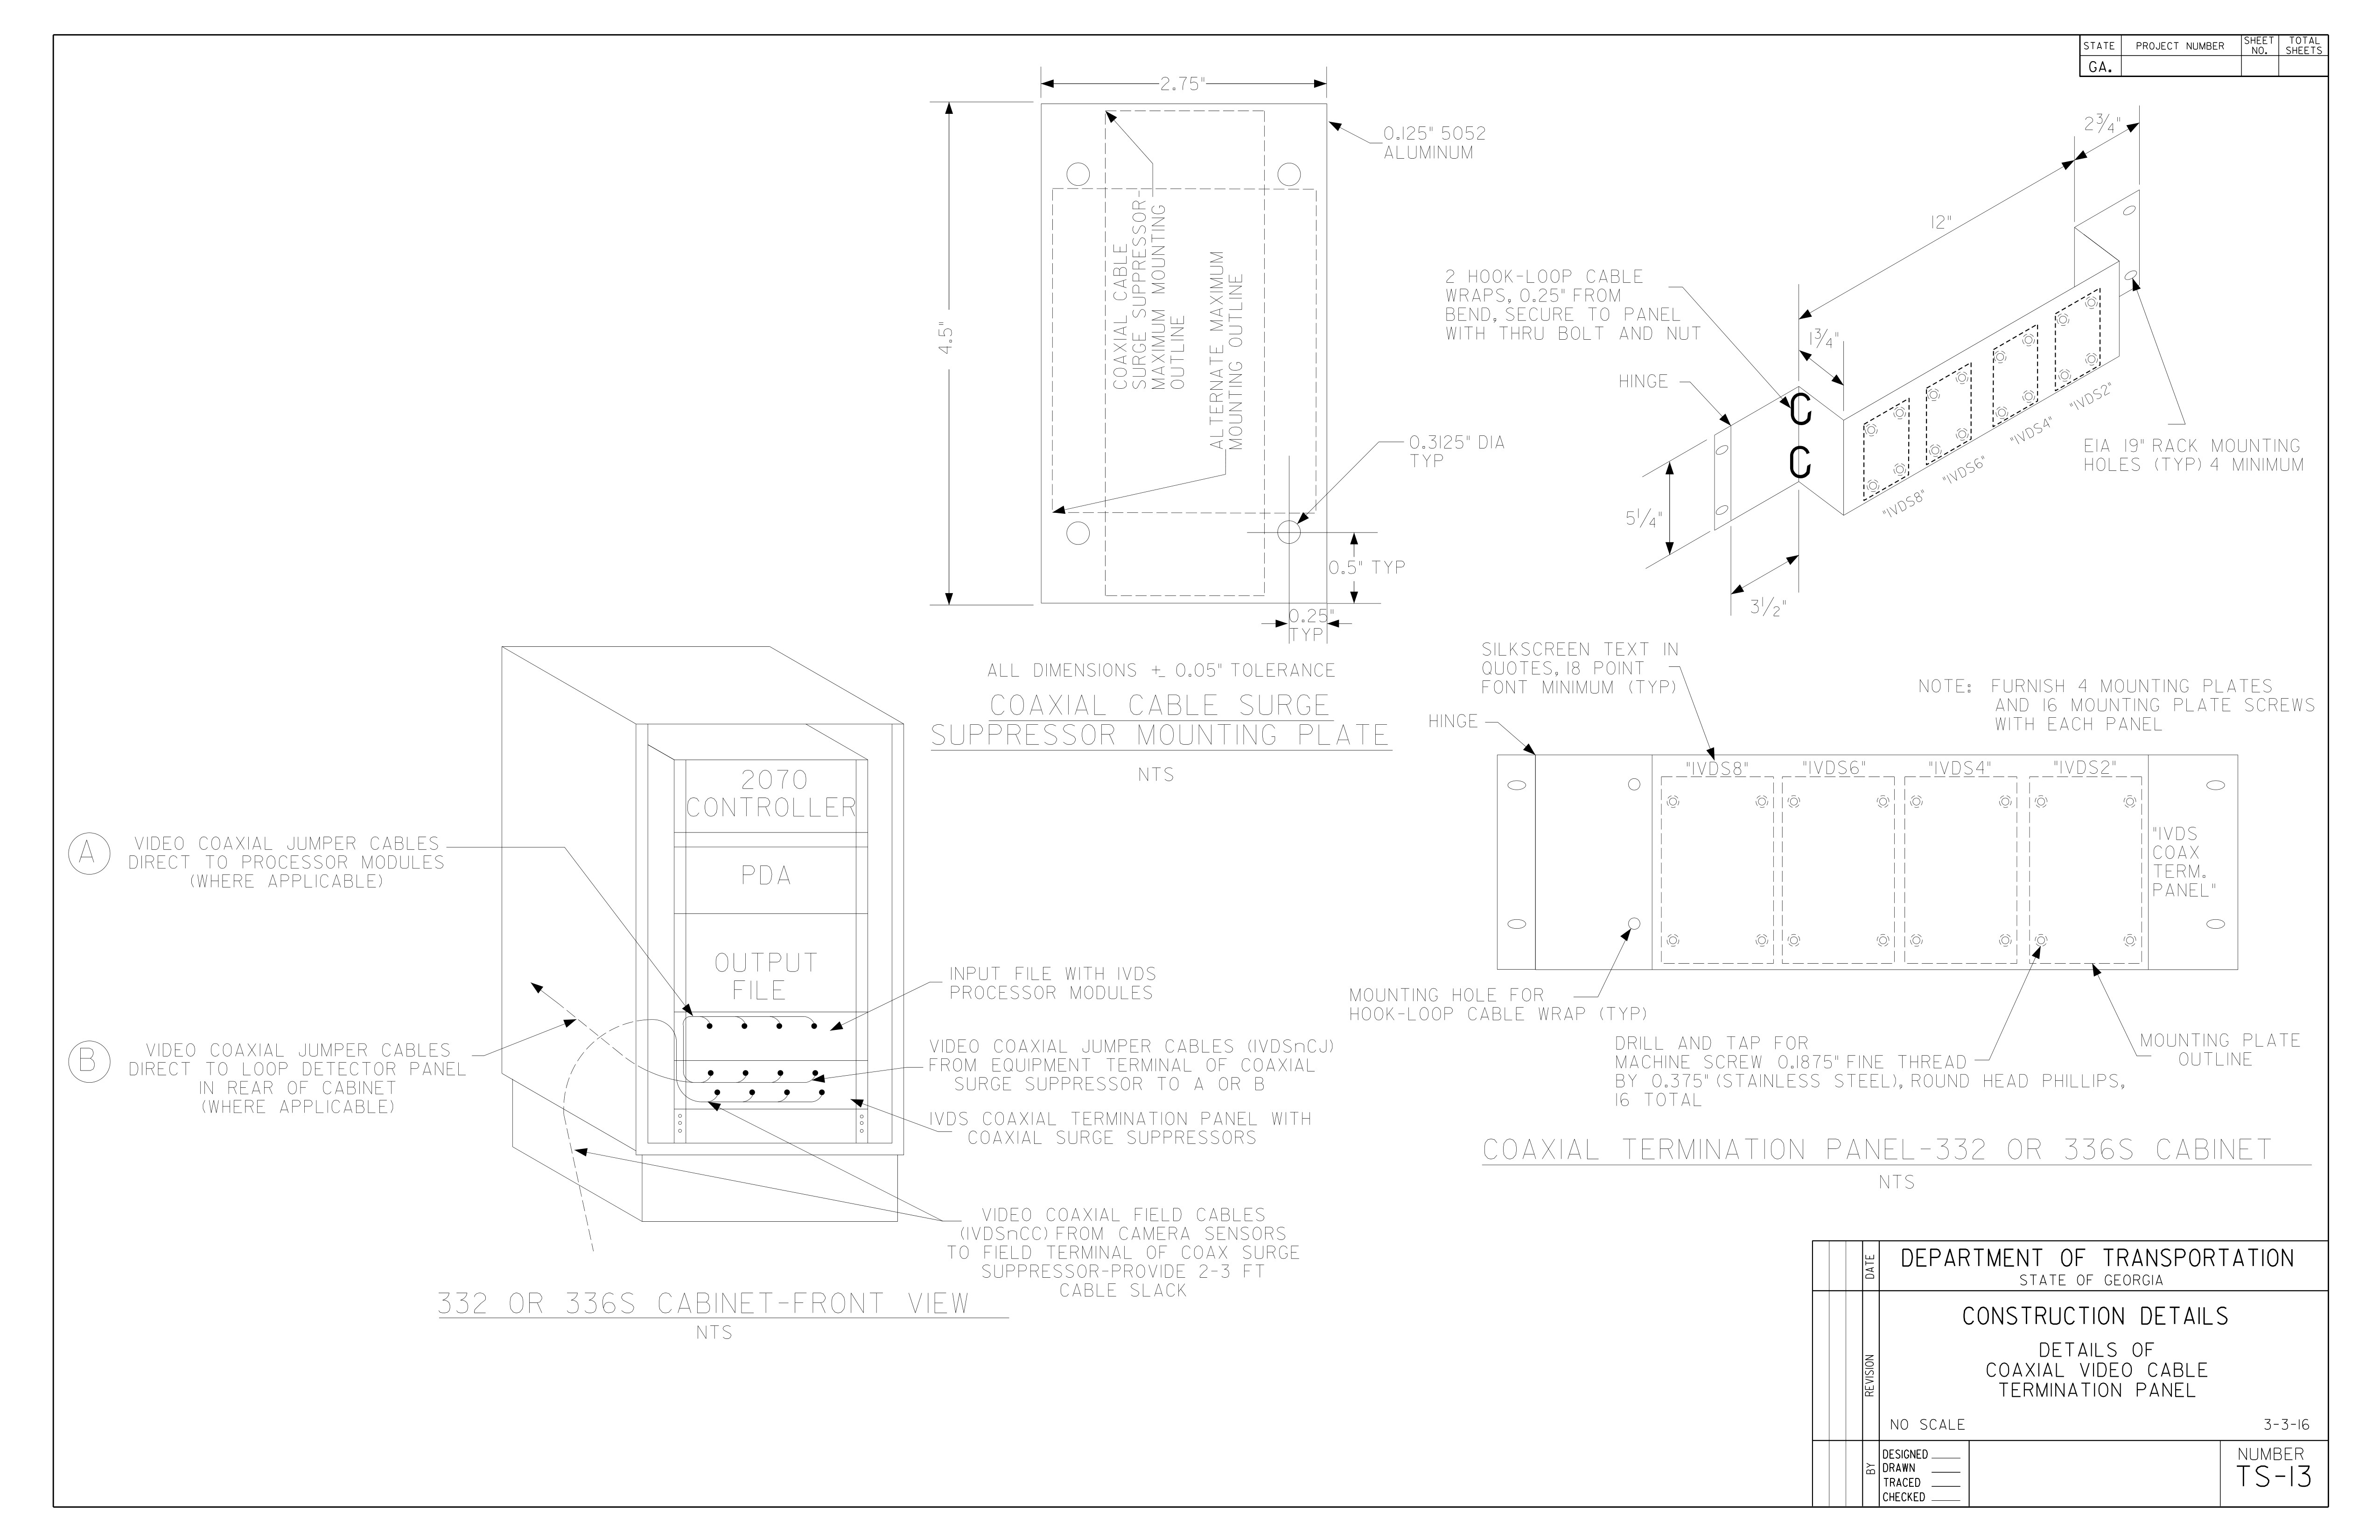 STATE
PROJECT NUMBER
SHEET
NO.
TOTAL
SHEETS
GA.
2.75"
0.125" 5052
ALUMINUM
4.5"
COAXIAL CABLE
SURGE SUPPRESSOR-
MAXIMUM MOUNTING
OUTLINE
ALTERNATE MAXIMUM
MOUNTING OUTLINE
0.3125" DIA
TYP
0.5" TYP
0.25"
TYP
ALL DIMENSIONS ± 0.05" TOLERANCE
COAXIAL CABLE SURGE
SUPPRESSOR MOUNTING PLATE
NTS
2¾"
12"
2 HOOK-LOOP CABLE
WRAPS, 0.25" FROM
BEND, SECURE TO PANEL
WITH THRU BOLT AND NUT
1¾"
HINGE
"IVDS2"
"IVDS4"
"IVDS6"
"IVDS8"
EIA 19" RACK MOUNTING
HOLES (TYP) 4 MINIMUM
5¼"
3½"
SILKSCREEN TEXT IN
QUOTES, 18 POINT
FONT MINIMUM (TYP)
NOTE: FURNISH 4 MOUNTING PLATES
AND 16 MOUNTING PLATE SCREWS
WITH EACH PANEL
HINGE
"IVDS8"
"IVDS6"
"IVDS4"
"IVDS2"
"IVDS
COAX
TERM.
PANEL"
MOUNTING HOLE FOR
HOOK-LOOP CABLE WRAP (TYP)
DRILL AND TAP FOR
MACHINE SCREW 0.1875" FINE THREAD
BY 0.375" (STAINLESS STEEL), ROUND HEAD PHILLIPS,
16 TOTAL
MOUNTING PLATE
OUTLINE
COAXIAL TERMINATION PANEL-332 OR 336S CABINET
NTS
2070
CONTROLLER
PDA
OUTPUT
FILE
A
VIDEO COAXIAL JUMPER CABLES
DIRECT TO PROCESSOR MODULES
(WHERE APPLICABLE)
B
VIDEO COAXIAL JUMPER CABLES
DIRECT TO LOOP DETECTOR PANEL
IN REAR OF CABINET
(WHERE APPLICABLE)
INPUT FILE WITH IVDS
PROCESSOR MODULES
VIDEO COAXIAL JUMPER CABLES (IVDSnCJ)
FROM EQUIPMENT TERMINAL OF COAXIAL
SURGE SUPPRESSOR TO A OR B
IVDS COAXIAL TERMINATION PANEL WITH
COAXIAL SURGE SUPPRESSORS
VIDEO COAXIAL FIELD CABLES
(IVDSnCC) FROM CAMERA SENSORS
TO FIELD TERMINAL OF COAX SURGE
SUPPRESSOR-PROVIDE 2-3 FT
CABLE SLACK
332 OR 336S CABINET-FRONT VIEW
NTS
DATE
REVISION
BY
DEPARTMENT OF TRANSPORTATION
STATE OF GEORGIA
CONSTRUCTION DETAILS
DETAILS OF
COAXIAL VIDEO CABLE
TERMINATION PANEL
NO SCALE
3-3-16
DESIGNED
DRAWN
TRACED
CHECKED
NUMBER
TS-13